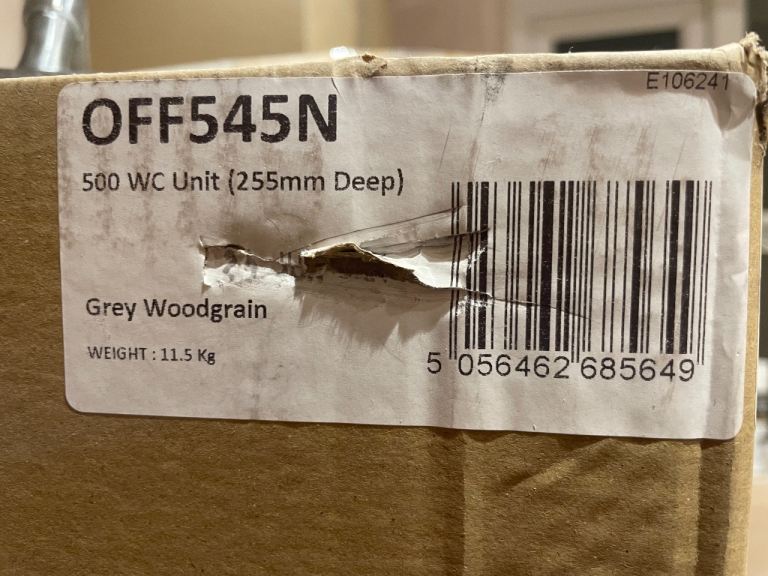 E106241
OFF545N
500 WC Unit (255mm Deep)
Grey Woodgrain
WEIGHT : 11.5 Kg
5 056462 685649